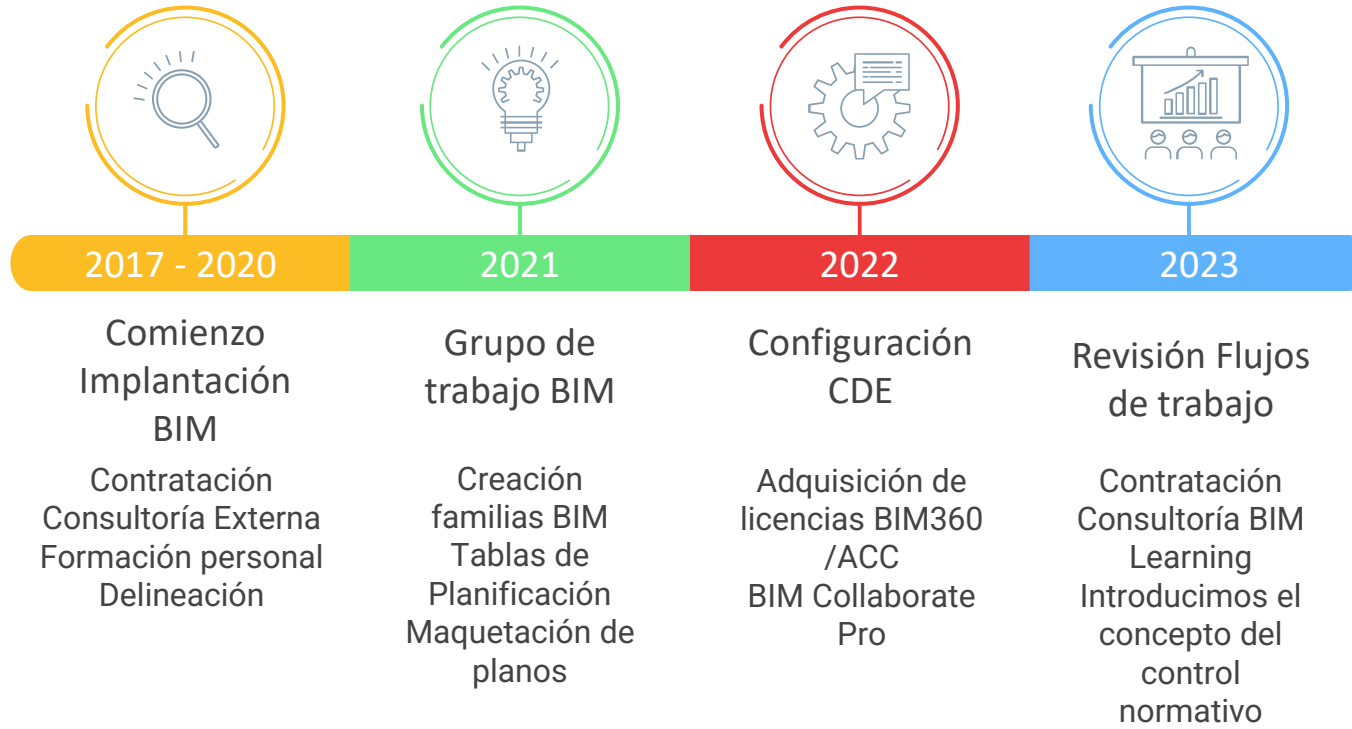 2017 - 2020
Comienzo
Implantación
BIM
Contratación
Consultoría Externa
Formación personal
Delineación
2021
Grupo de
trabajo BIM
Creación
familias BIM
Tablas de
Planificación
Maquetación de
planos
2022
Configuración
CDE
Adquisición de
licencias BIM360
/ACC
BIM Collaborate
Pro
2023
Revisión Flujos
de trabajo
Contratación
Consultoría BIM
Learning
Introducimos el
concepto del
control
normativo